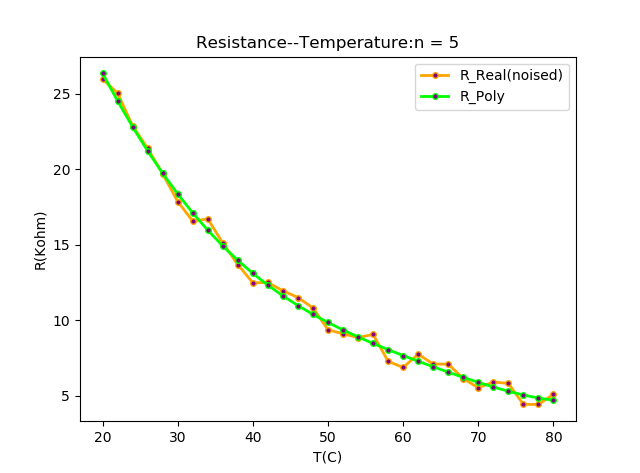 Resistance--Temperature:n = 5
R_Real(noised)
R_Poly
R(Kohm)
25
20
15
10
5
20
30
40
50
60
70
80
T(C)